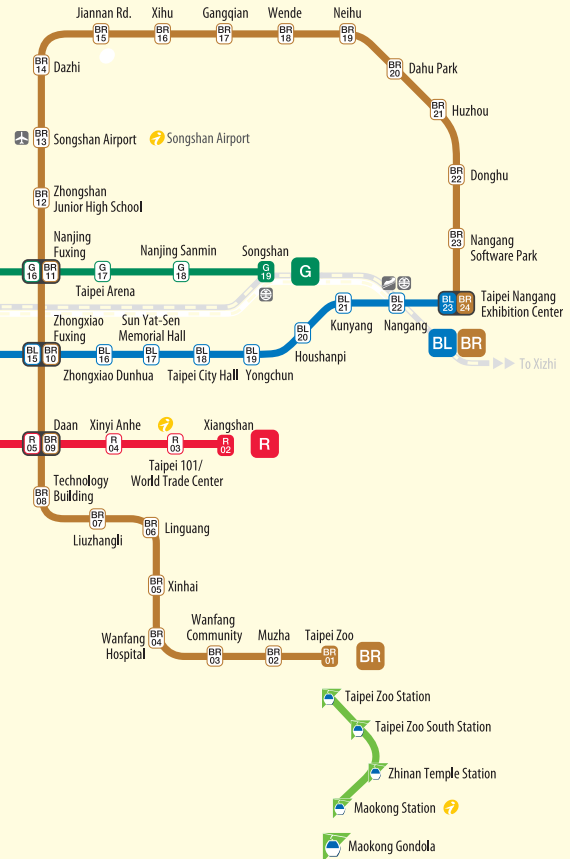 Jiannan Rd.
Xihu
Gangqian
Wende
Neihu
BR
15
BR
16
BR
17
BR
18
BR
19
BR
14
Dazhi
BR
20
Dahu Park
BR
21
Huzhou
BR
13
Songshan Airport
Songshan Airport
BR
22
Donghu
BR
12
Zhongshan
Junior High School
BR
23
Nangang
Software Park
Nanjing
Fuxing
G
16
BR
11
G
17
Taipei Arena
Nanjing Sanmin
G
18
Songshan
G
19
G
BL
21
Kunyang
BL
22
Nangang
BL
23
BR
24
Taipei Nangang
Exhibition Center
BL
BR
To Xizhi
Zhongxiao
Fuxing
BL
15
BR
10
BL
16
Zhongxiao Dunhua
Sun Yat-Sen
Memorial Hall
BL
17
BL
18
Taipei City Hall
BL
19
Yongchun
BL
20
Houshanpi
Daan
R
05
BR
09
Xinyi Anhe
R
04
R
03
Taipei 101/
World Trade Center
Xiangshan
R
02
R
BR
08
Technology
Building
BR
07
Liuzhangli
BR
06
Linguang
BR
05
Xinhai
BR
04
Wanfang
Hospital
Wanfang
Community
BR
03
Muzha
BR
02
Taipei Zoo
BR
01
BR
Taipei Zoo Station
Taipei Zoo South Station
Zhinan Temple Station
Maokong Station
Maokong Gondola